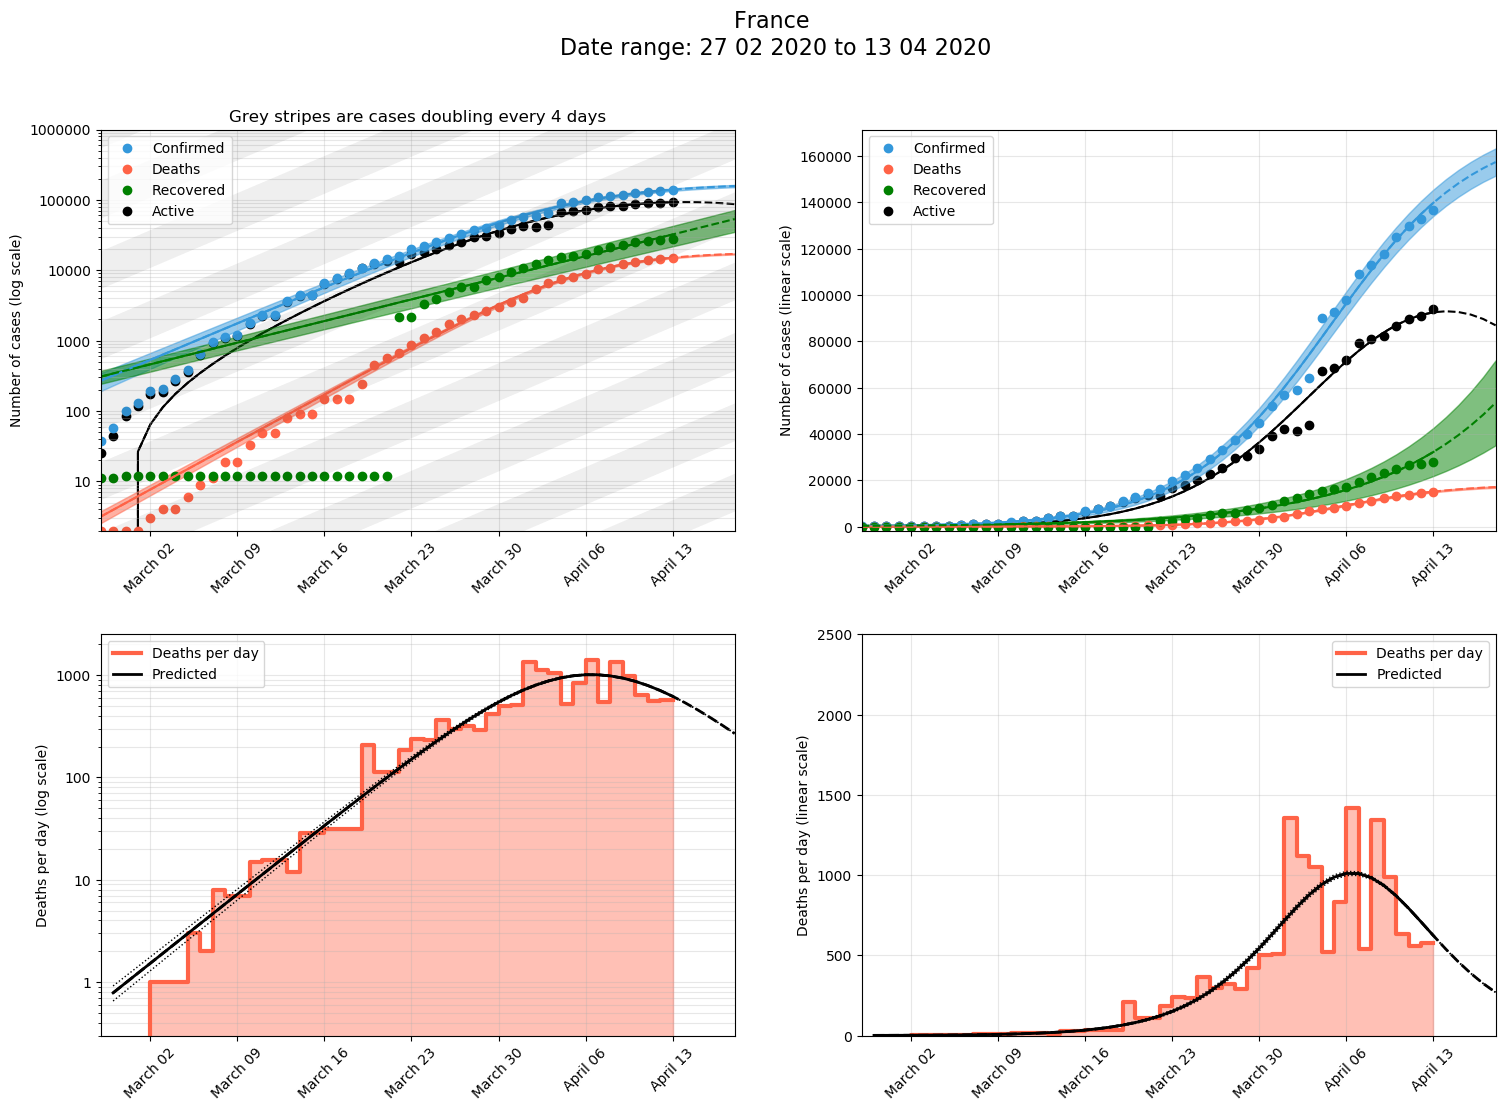 France
Date range: 27 02 2020 to 13 04 2020
Grey stripes are cases doubling every 4 days
Number of cases (log scale)
1000000
100000
10000
1000
100
10
Confirmed
Deaths
Recovered
Active
March 02
March 09
March 16
March 23
March 30
April 06
April 13
Number of cases (linear scale)
160000
140000
120000
100000
80000
60000
40000
20000
0
Confirmed
Deaths
Recovered
Active
March 02
March 09
March 16
March 23
March 30
April 06
April 13
Deaths per day (log scale)
1000
100
10
1
Deaths per day
Predicted
March 02
March 09
March 16
March 23
March 30
April 06
April 13
Deaths per day (linear scale)
2500
2000
1500
1000
500
0
Deaths per day
Predicted
March 02
March 09
March 16
March 23
March 30
April 06
April 13